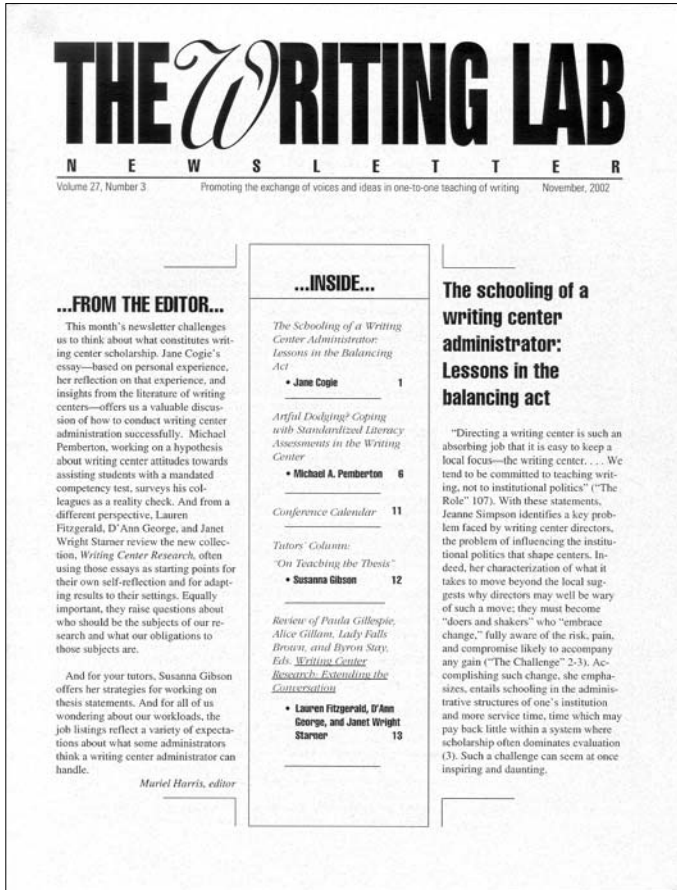 THE WRITING LAB
NEWSLETTER
Volume 27, Number 3 Promoting the exchange of voices and ideas in one-to-one teaching of writing November, 2002
...FROM THE EDITOR...
This month's newsletter challenges
us to think about what constitutes writ-
ing center scholarship. Jane Cogie's
essay—based on personal experience,
her reflection on that experience, and
insights from the literature of writing
centers—offers us a valuable discus-
sion of how to conduct writing center
administration successfully. Michael
Pemberton, working on a hypothesis
about writing center attitudes towards
assisting students with a mandated
competency test, surveys his col-
leagues as a reality check. And from a
different perspective, Lauren
Fitzgerald, D'Ann George, and Janet
Wright Starner review the new collec-
tion, Writing Center Research, often
using those essays as starting points for
their own self-reflection and for adapt-
ing results to their settings. Equally
important, they raise questions about
who should be the subjects of our re-
search and what our obligations to
those subjects are.
And for your tutors, Susanna Gibson
offers her strategies for working on
thesis statements. And for all of us
wondering about our workloads, the
job listings reflect a variety of expecta-
tions about what some administrators
think a writing center administrator can
handle.
Muriel Harris, editor
...INSIDE...
The Schooling of a Writing
Center Administrator:
Lessons in the Balancing
Act
• Jane Cogie 1
Artful Dodging? Coping
with Standardized Literacy
Assessments in the Writing
Center
• Michael A. Pemberton 6
Conference Calendar 11
Tutors' Column:
"On Teaching the Thesis"
• Susanna Gibson 12
Review of Paula Gillespie,
Alice Gillam, Lady Falls
Brown, and Byron Stay,
Eds. Writing Center
Research: Extending the
Conversation
• Lauren Fitzgerald, D'Ann
George, and Janet Wright
Starner 13
The schooling of a
writing center
administrator:
Lessons in the
balancing act
"Directing a writing center is such an
absorbing job that it is easy to keep a
local focus—the writing center. . . . We
tend to be committed to teaching writ-
ing, not to institutional politics" ("The
Role" 107). With these statements,
Jeanne Simpson identifies a key prob-
lem faced by writing center directors,
the problem of influencing the institu-
tional politics that shape centers. In-
deed, her characterization of what it
takes to move beyond the local sug-
gests why directors may well be wary
of such a move; they must become
"doers and shakers" who "embrace
change," fully aware of the risk, pain,
and compromise likely to accompany
any gain ("The Challenge" 2-3). Ac-
complishing such change, she empha-
sizes, entails schooling in the adminis-
trative structures of one's institution
and more service time, time which may
pay back little within a system where
scholarship often dominates evaluation
(3). Such a challenge can seem at once
inspiring and daunting.